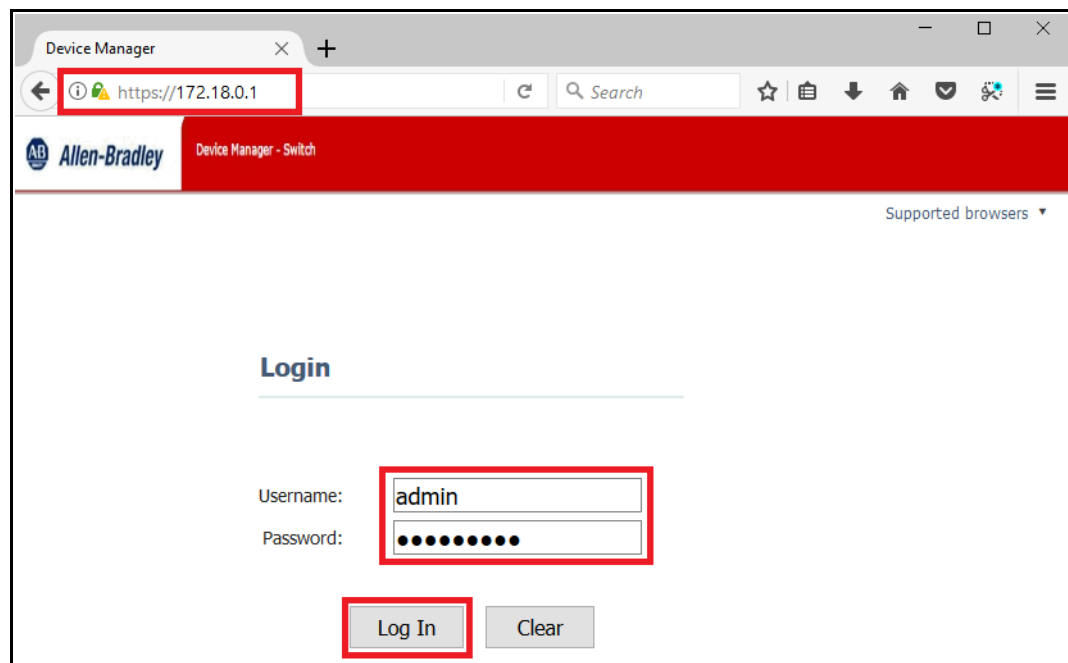 Device Manager
https://172.18.0.1
Search
AB Allen-Bradley
Device Manager - Switch
Supported browsers
Login
Username: admin
Password: •••••••••
Log In
Clear